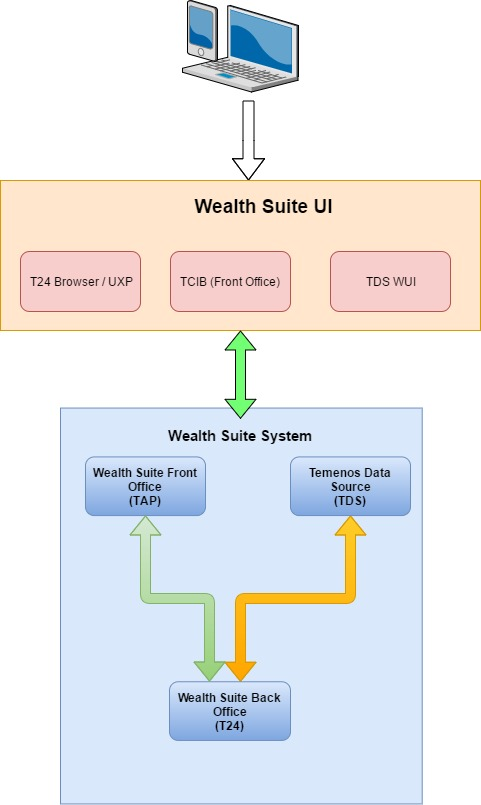 Wealth Suite UI
T24 Browser / UXP
TCIB (Front Office)
TDS WUI
Wealth Suite System
Wealth Suite Front
Office
(TAP)
Temenos Data
Source
(TDS)
Wealth Suite Back
Office
(T24)